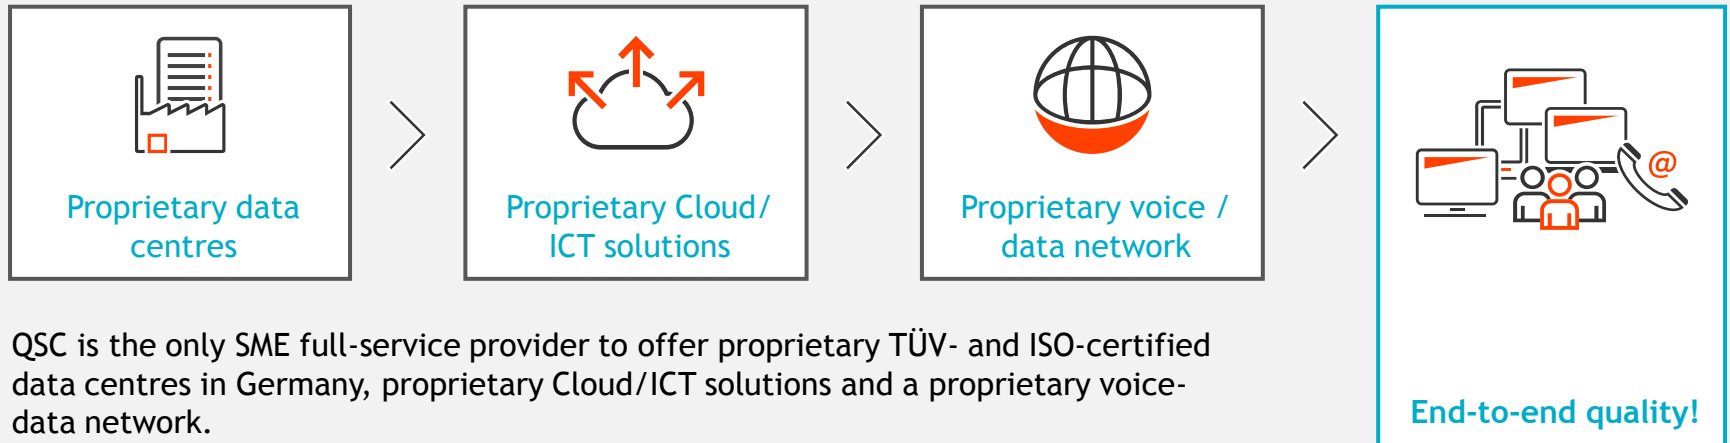 Proprietary data
centres
Proprietary Cloud/
ICT solutions
Proprietary voice /
data network
@
End-to-end quality!
QSC is the only SME full-service provider to offer proprietary TÜV- and ISO-certified
data centres in Germany, proprietary Cloud/ICT solutions and a proprietary voice-
data network.